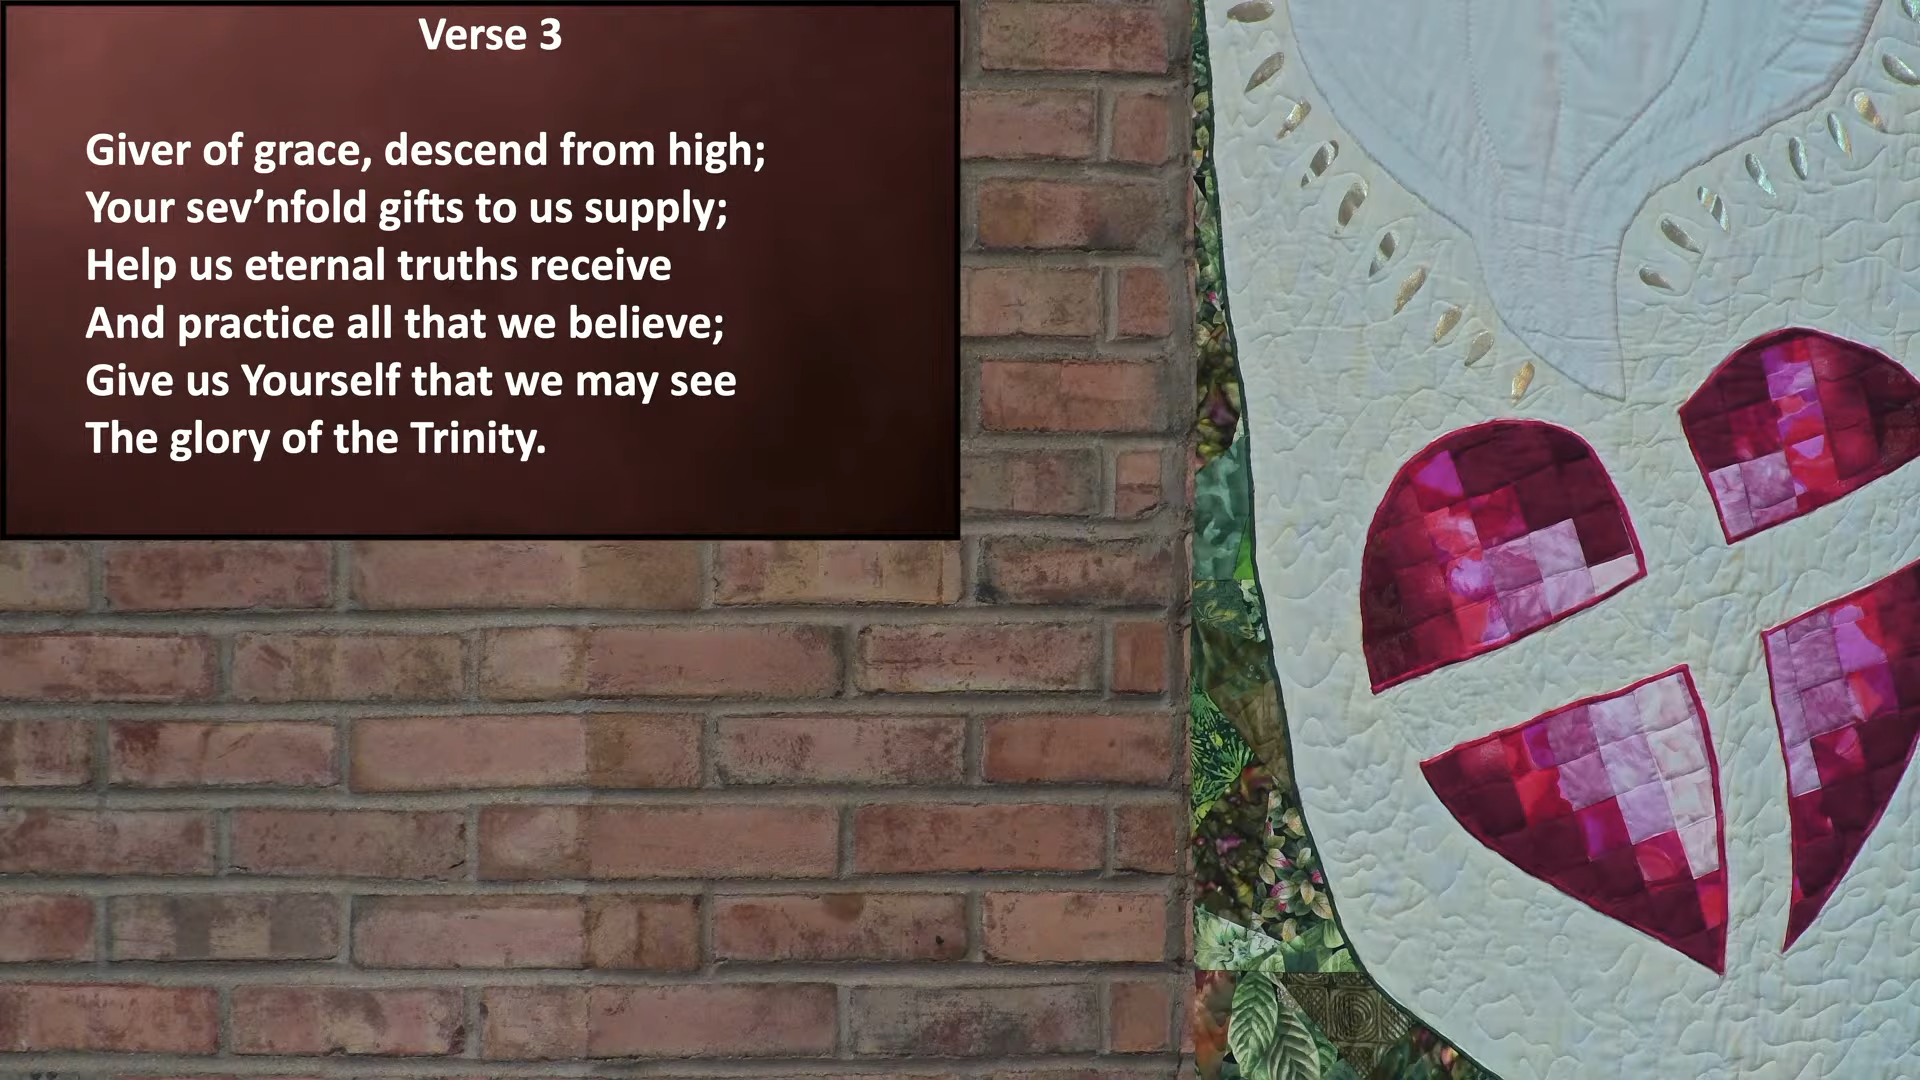 Verse 3
Giver of grace, descend from high;
Your sev’nfold gifts to us supply;
Help us eternal truths receive
And practice all that we believe;
Give us Yourself that we may see
The glory of the Trinity.